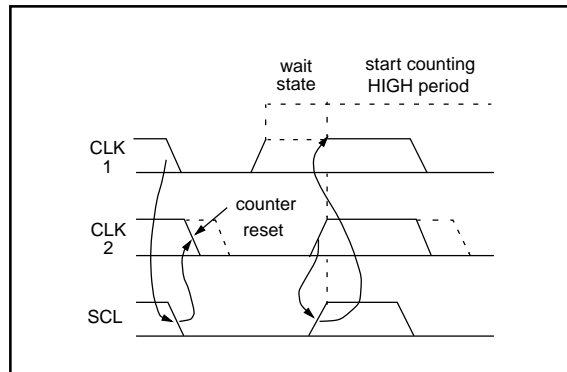 wait
state
start counting
HIGH period
CLK
1
counter
reset
CLK
2
SCL